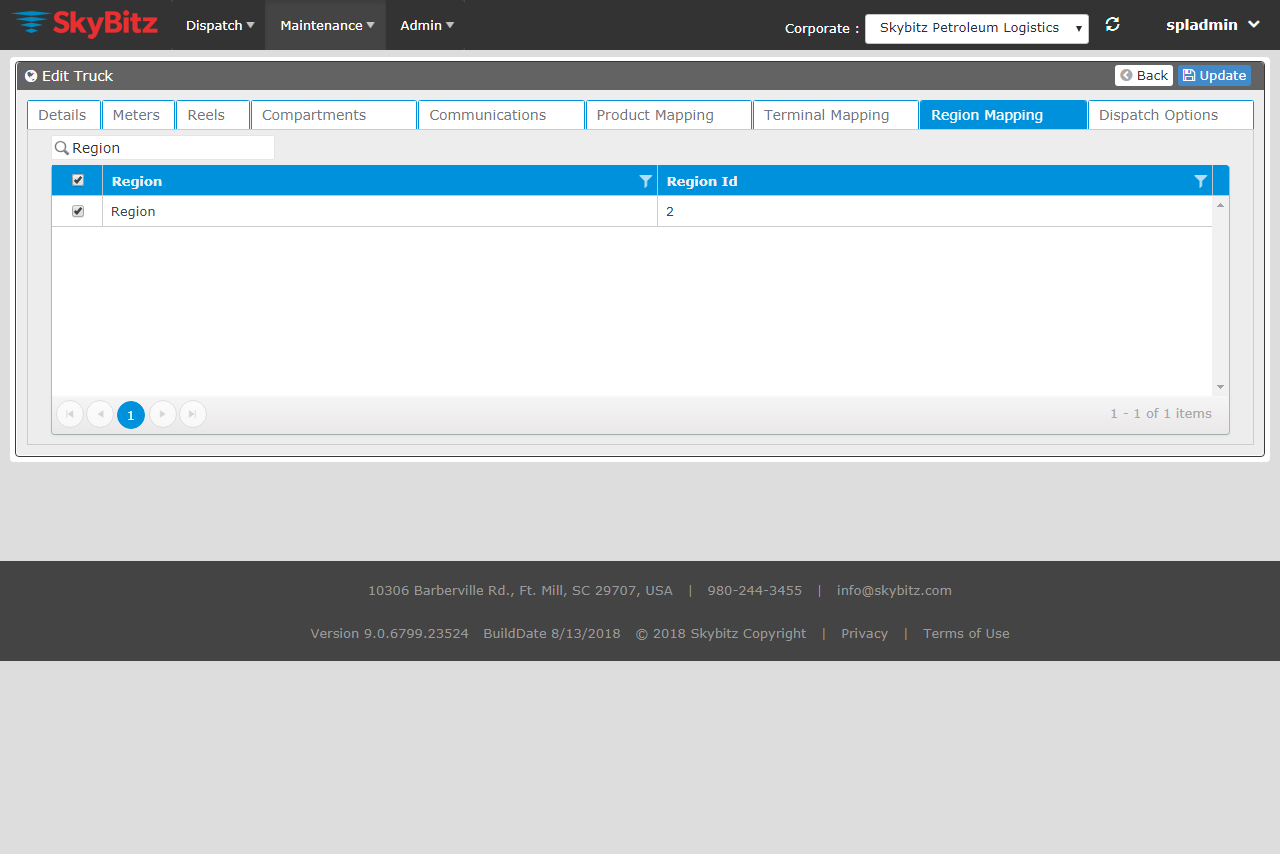 SkyBitz Dispatch Maintenance Admin Corporate : Skybitz Petroleum Logistics spladmin
Edit Truck Back Update
Details Meters Reels Compartments Communications Product Mapping Terminal Mapping Region Mapping Dispatch Options
Region
Region Region Id
Region 2
1 1 - 1 of 1 items
10306 Barberville Rd., Ft. Mill, SC 29707, USA | 980-244-3455 | info@skybitz.com
Version 9.0.6799.23524 BuildDate 8/13/2018 © 2018 Skybitz Copyright | Privacy | Terms of Use